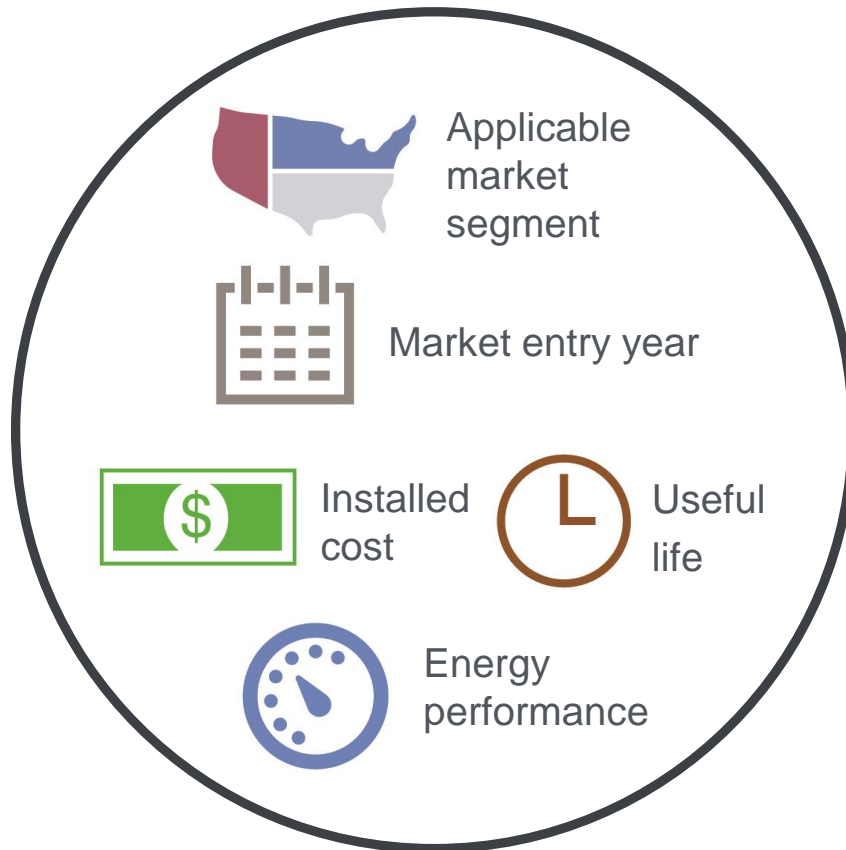 Applicable
market
segment
Market entry year
$
Installed
cost
Useful
life
Energy
performance